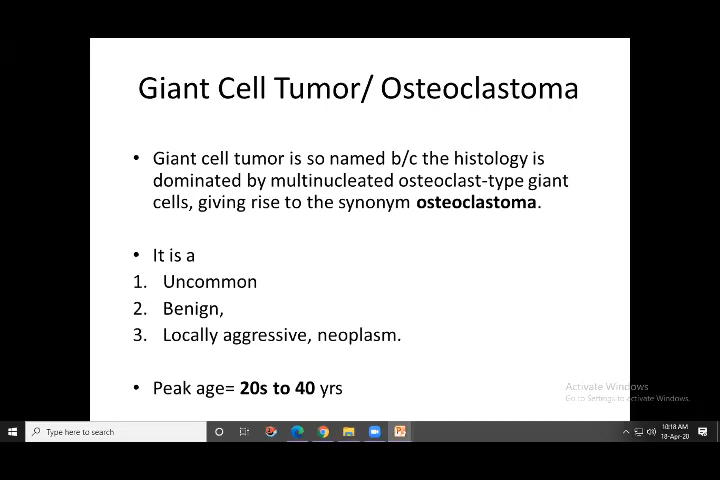 Giant Cell Tumor/ Osteoclastoma
• Giant cell tumor is so named b/c the histology is
dominated by multinucleated osteoclast-type giant
cells, giving rise to the synonym osteoclastoma.
• It is a
1. Uncommon
2. Benign,
3. Locally aggressive, neoplasm.
• Peak age= 20s to 40 yrs
Activate Windows
Go to Settings to activate Windows.
Type here to search
10:18 AM
18-Apr-20